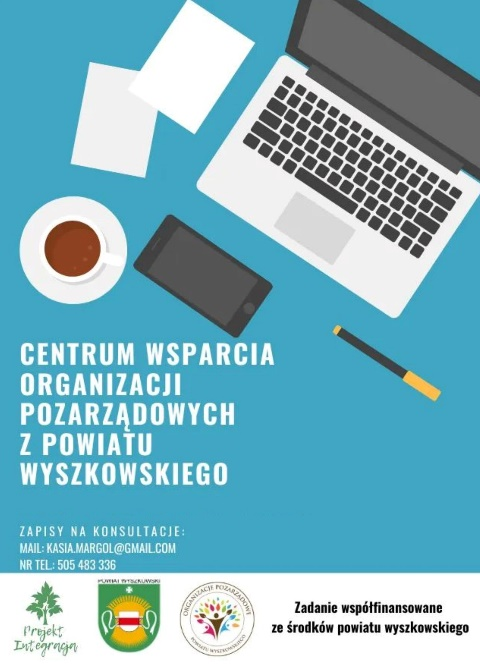 CENTRUM WSPARCIA
ORGANIZACJI
POZARZĄDOWYCH
Z POWIATU
WYSZKOWSKIEGO
ZAPISY NA KONSULTACJE:
MAIL: KASIA.MARGOL@GMAIL.COM
NR TEL.: 505 483 336
Projekt
Integracja
POWIAT WYSZKOWSKI
ORGANIZACJE POZARZĄDOWE
POWIATU WYSZKOWSKIEGO
Zadanie współfinansowane
ze środków powiatu wyszkowskiego